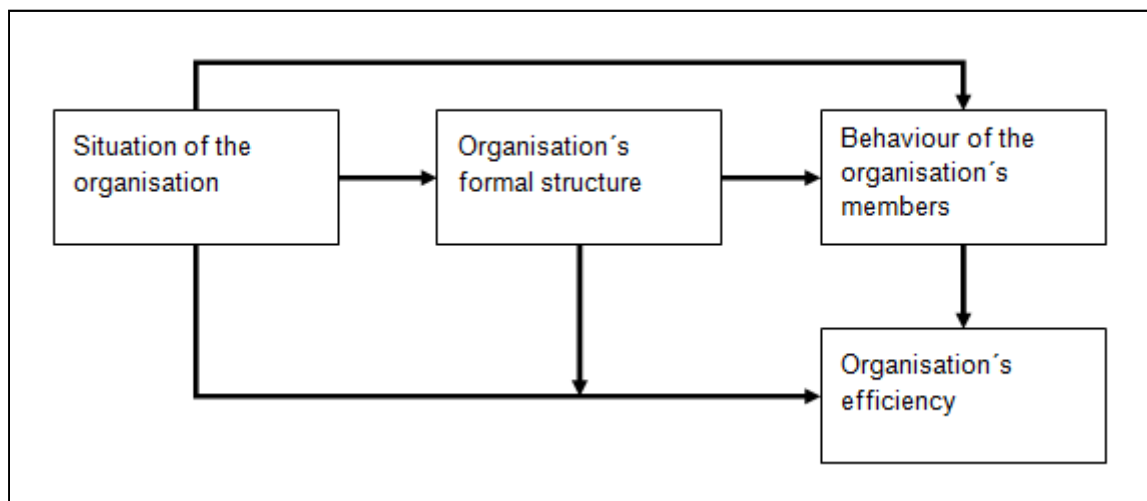 Situation of the
organisation
Organisation´s
formal structure
Behaviour of the
organisation´s
members
Organisation´s
efficiency